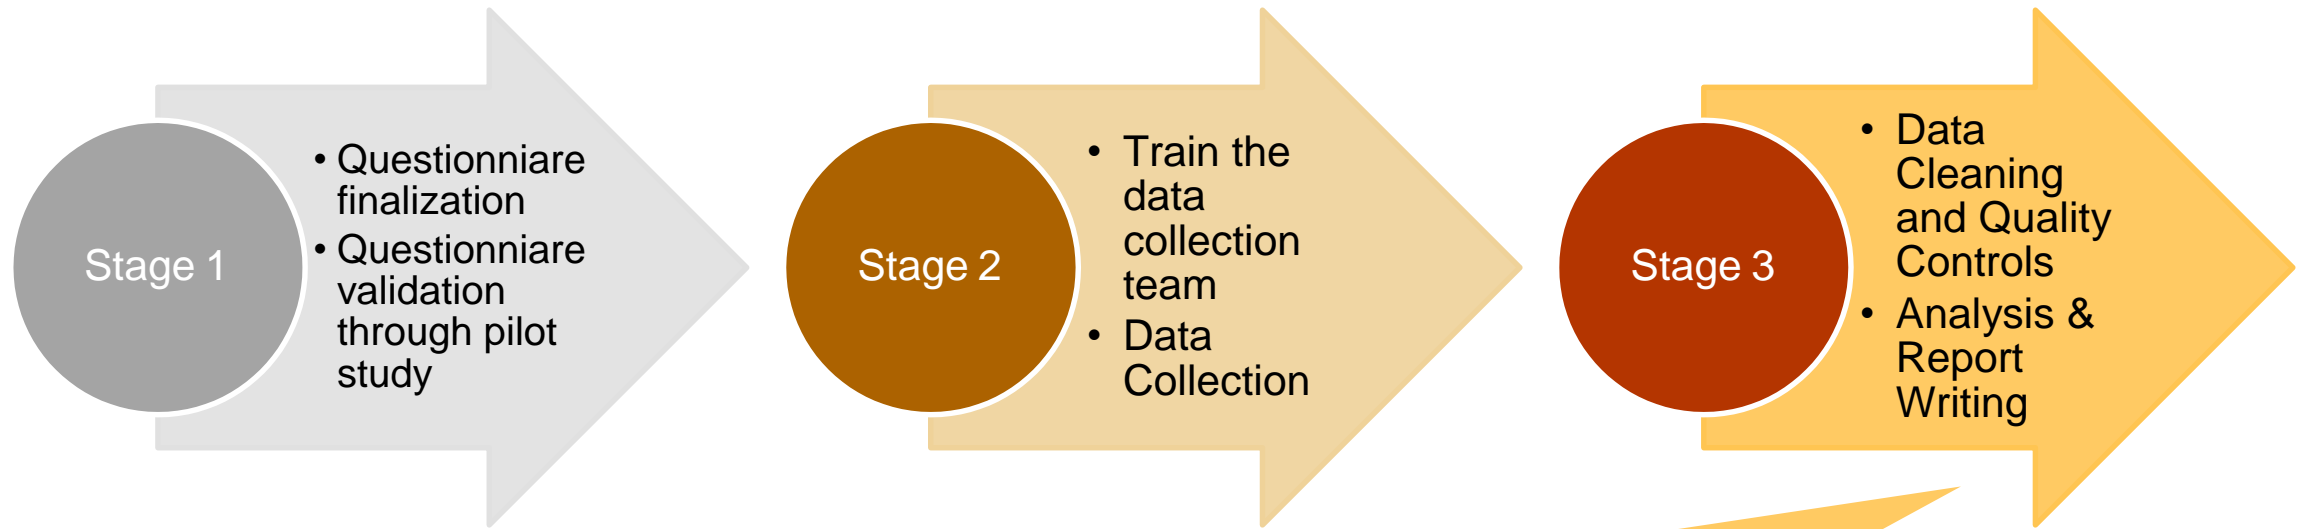 Stage 1
• Questionniare
finalization
• Questionniare
validation
through pilot
study
Stage 2
• Train the
data
collection
team
• Data
Collection
Stage 3
• Data
Cleaning
and Quality
Controls
• Analysis &
Report
Writing